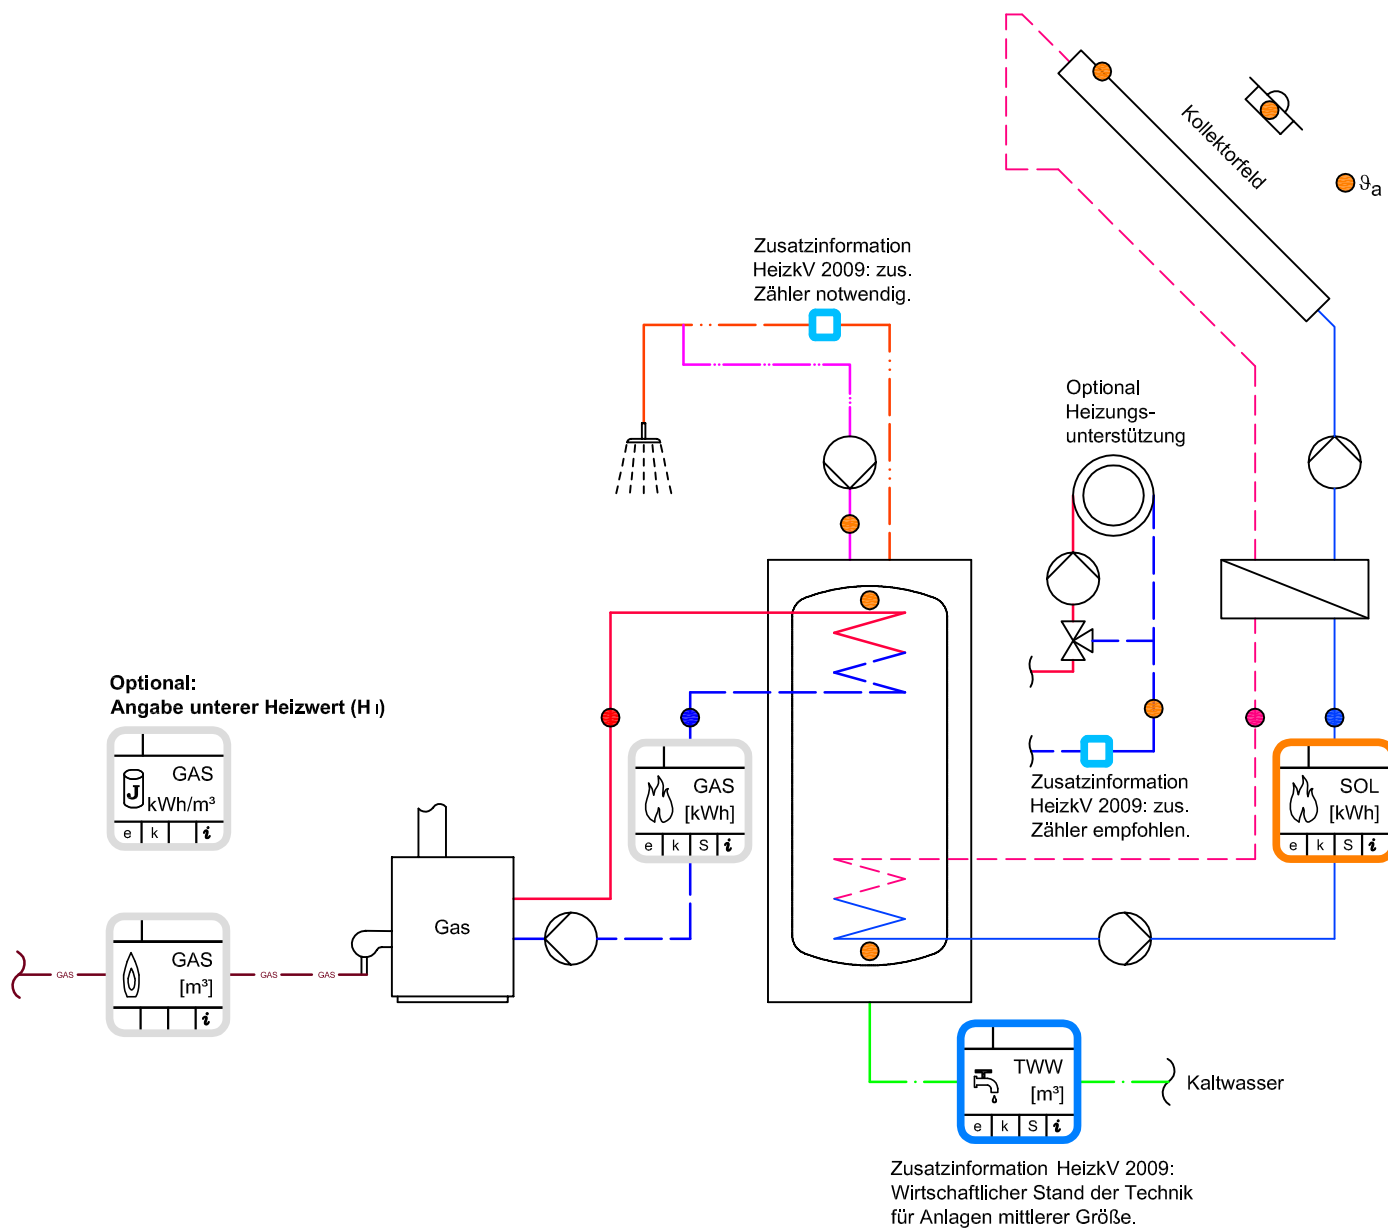 Kollektorfeld
ϑa
Zusatzinformation
HeizkV 2009: zus.
Zähler notwendig.
Optional
Heizungs-
unterstützung
Optional:
Angabe unterer Heizwert (H I)
GAS
J kWh/m³
e k i
GAS
[kWh]
e k S i
SOL
[kWh]
e k S i
Zusatzinformation
HeizkV 2009: zus.
Zähler empfohlen.
Gas
GAS
GAS
[m³]
i
GAS GAS
TWW
[m³]
e k S i
Kaltwasser
Zusatzinformation HeizkV 2009:
Wirtschaftlicher Stand der Technik
für Anlagen mittlerer Größe.